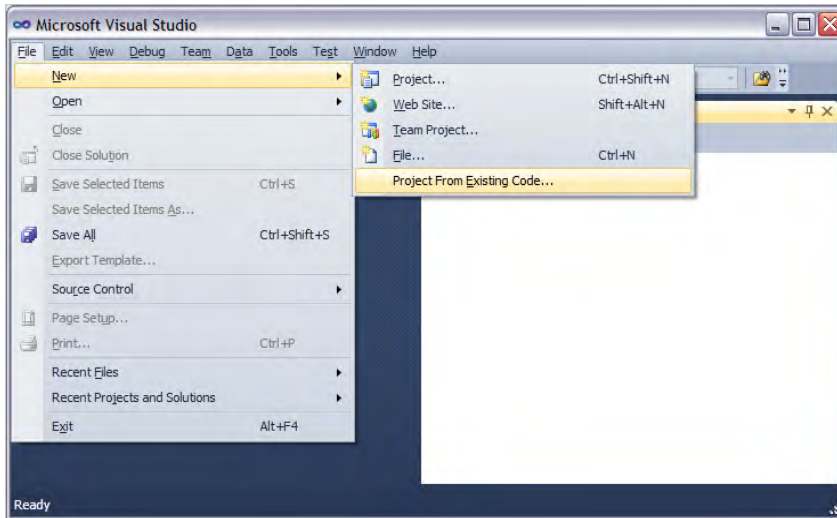 Microsoft Visual Studio
File Edit View Debug Team Data Tools Test Window Help
New
Project... Ctrl+Shift+N
Open
Web Site... Shift+Alt+N
Close
Team Project...
Close Solution
File... Ctrl+N
Save Selected Items Ctrl+S
Project From Existing Code...
Save Selected Items As...
Save All Ctrl+Shift+S
Export Template...
Source Control
Page Setup...
Print... Ctrl+P
Recent Files
Recent Projects and Solutions
Exit Alt+F4
Ready